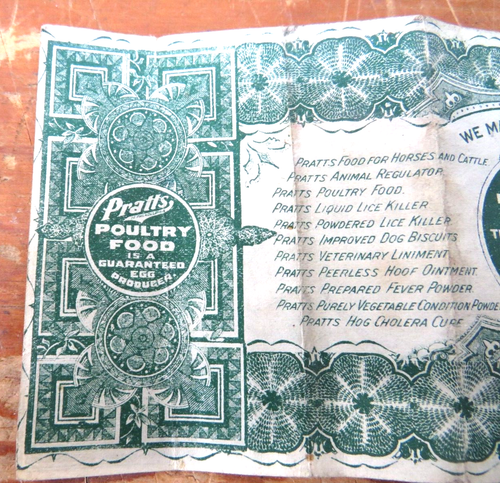 Pratts
POULTRY
FOOD
IS A
GUARANTEED
EGG
PRODUCER
WE
PRATTS FOOD FOR HORSES AND CATTLE
PRATTS ANIMAL REGULATOR
PRATTS POULTRY FOOD.
PRATTS LIQUID LICE KILLER
PRATTS POWDERED LICE KILLER
PRATTS IMPROVED DOG BISCUITS
PRATTS VETERINARY LINIMENT
PRATTS PEERLESS HOOF OINTMENT
PRATTS PREPARED FEVER POWDER
PRATTS PURELY VEGETABLE CONDITION POWDE
PRATTS HOG CHOLERA CURE